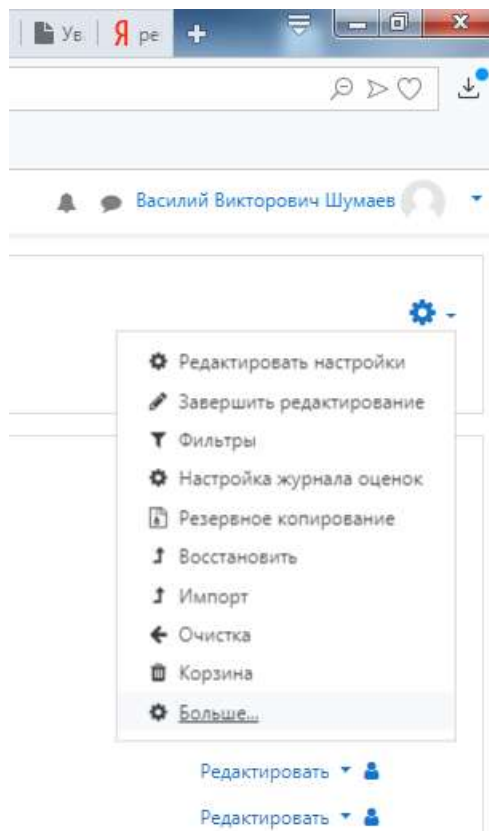 Ув
Я ре
Василий Викторович Шумаев
Редактировать настройки
Завершить редактирование
Фильтры
Настройка журнала оценок
Резервное копирование
Восстановить
Импорт
Очистка
Корзина
Больше...
Редактировать
Редактировать